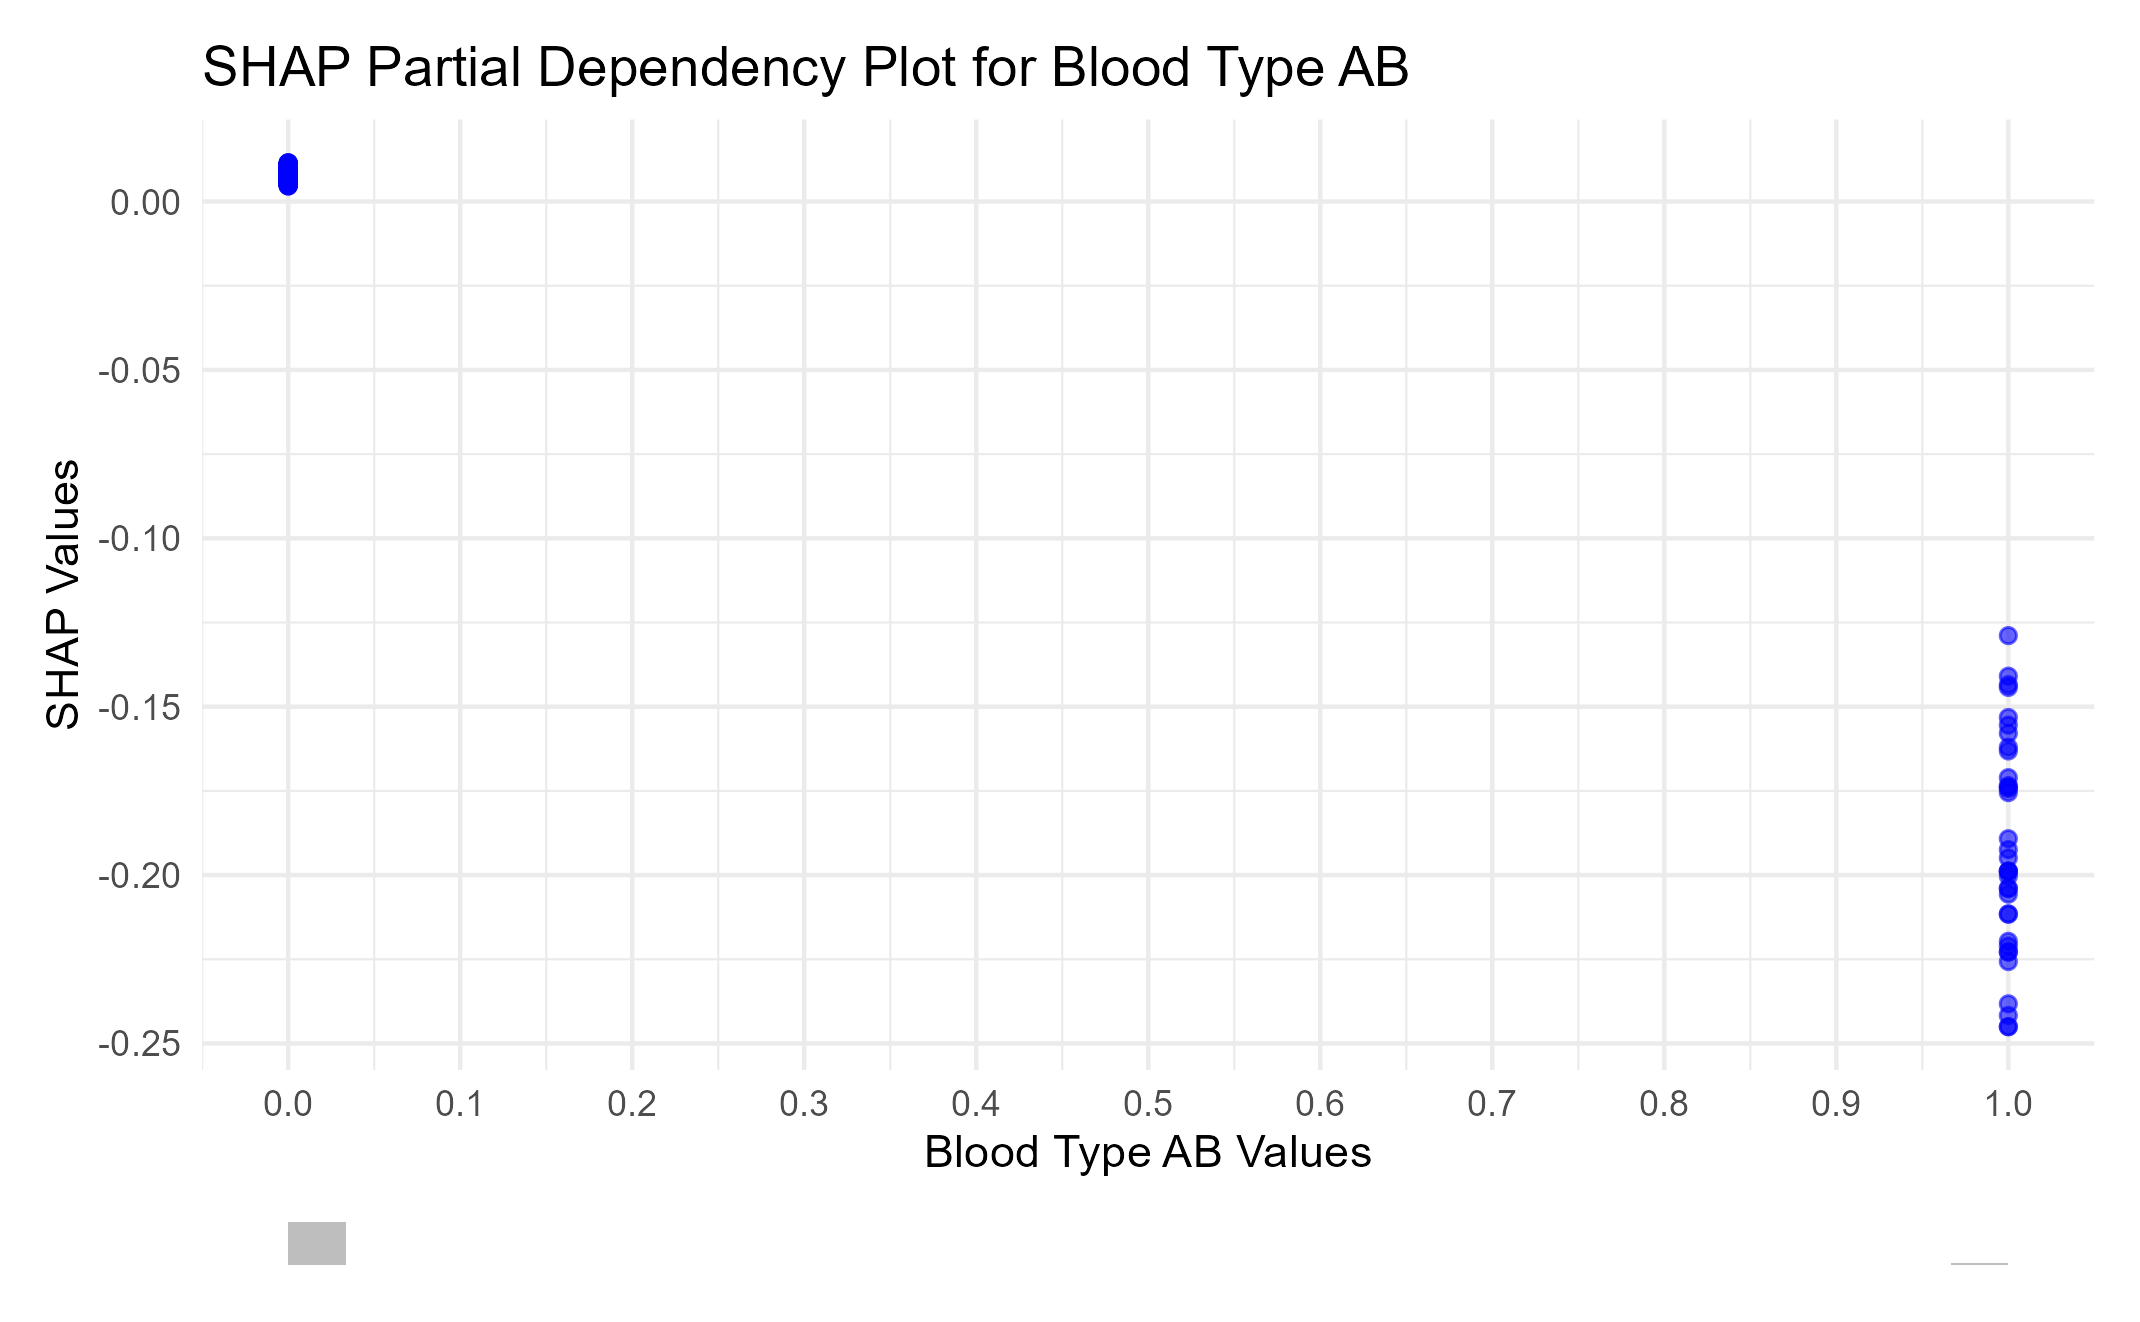 SHAP Partial Dependency Plot for Blood Type AB
0.00
-0.05
-0.10
-0.15
-0.20
-0.25
SHAP Values
0.0 0.1 0.2 0.3 0.4 0.5 0.6 0.7 0.8 0.9 1.0
Blood Type AB Values